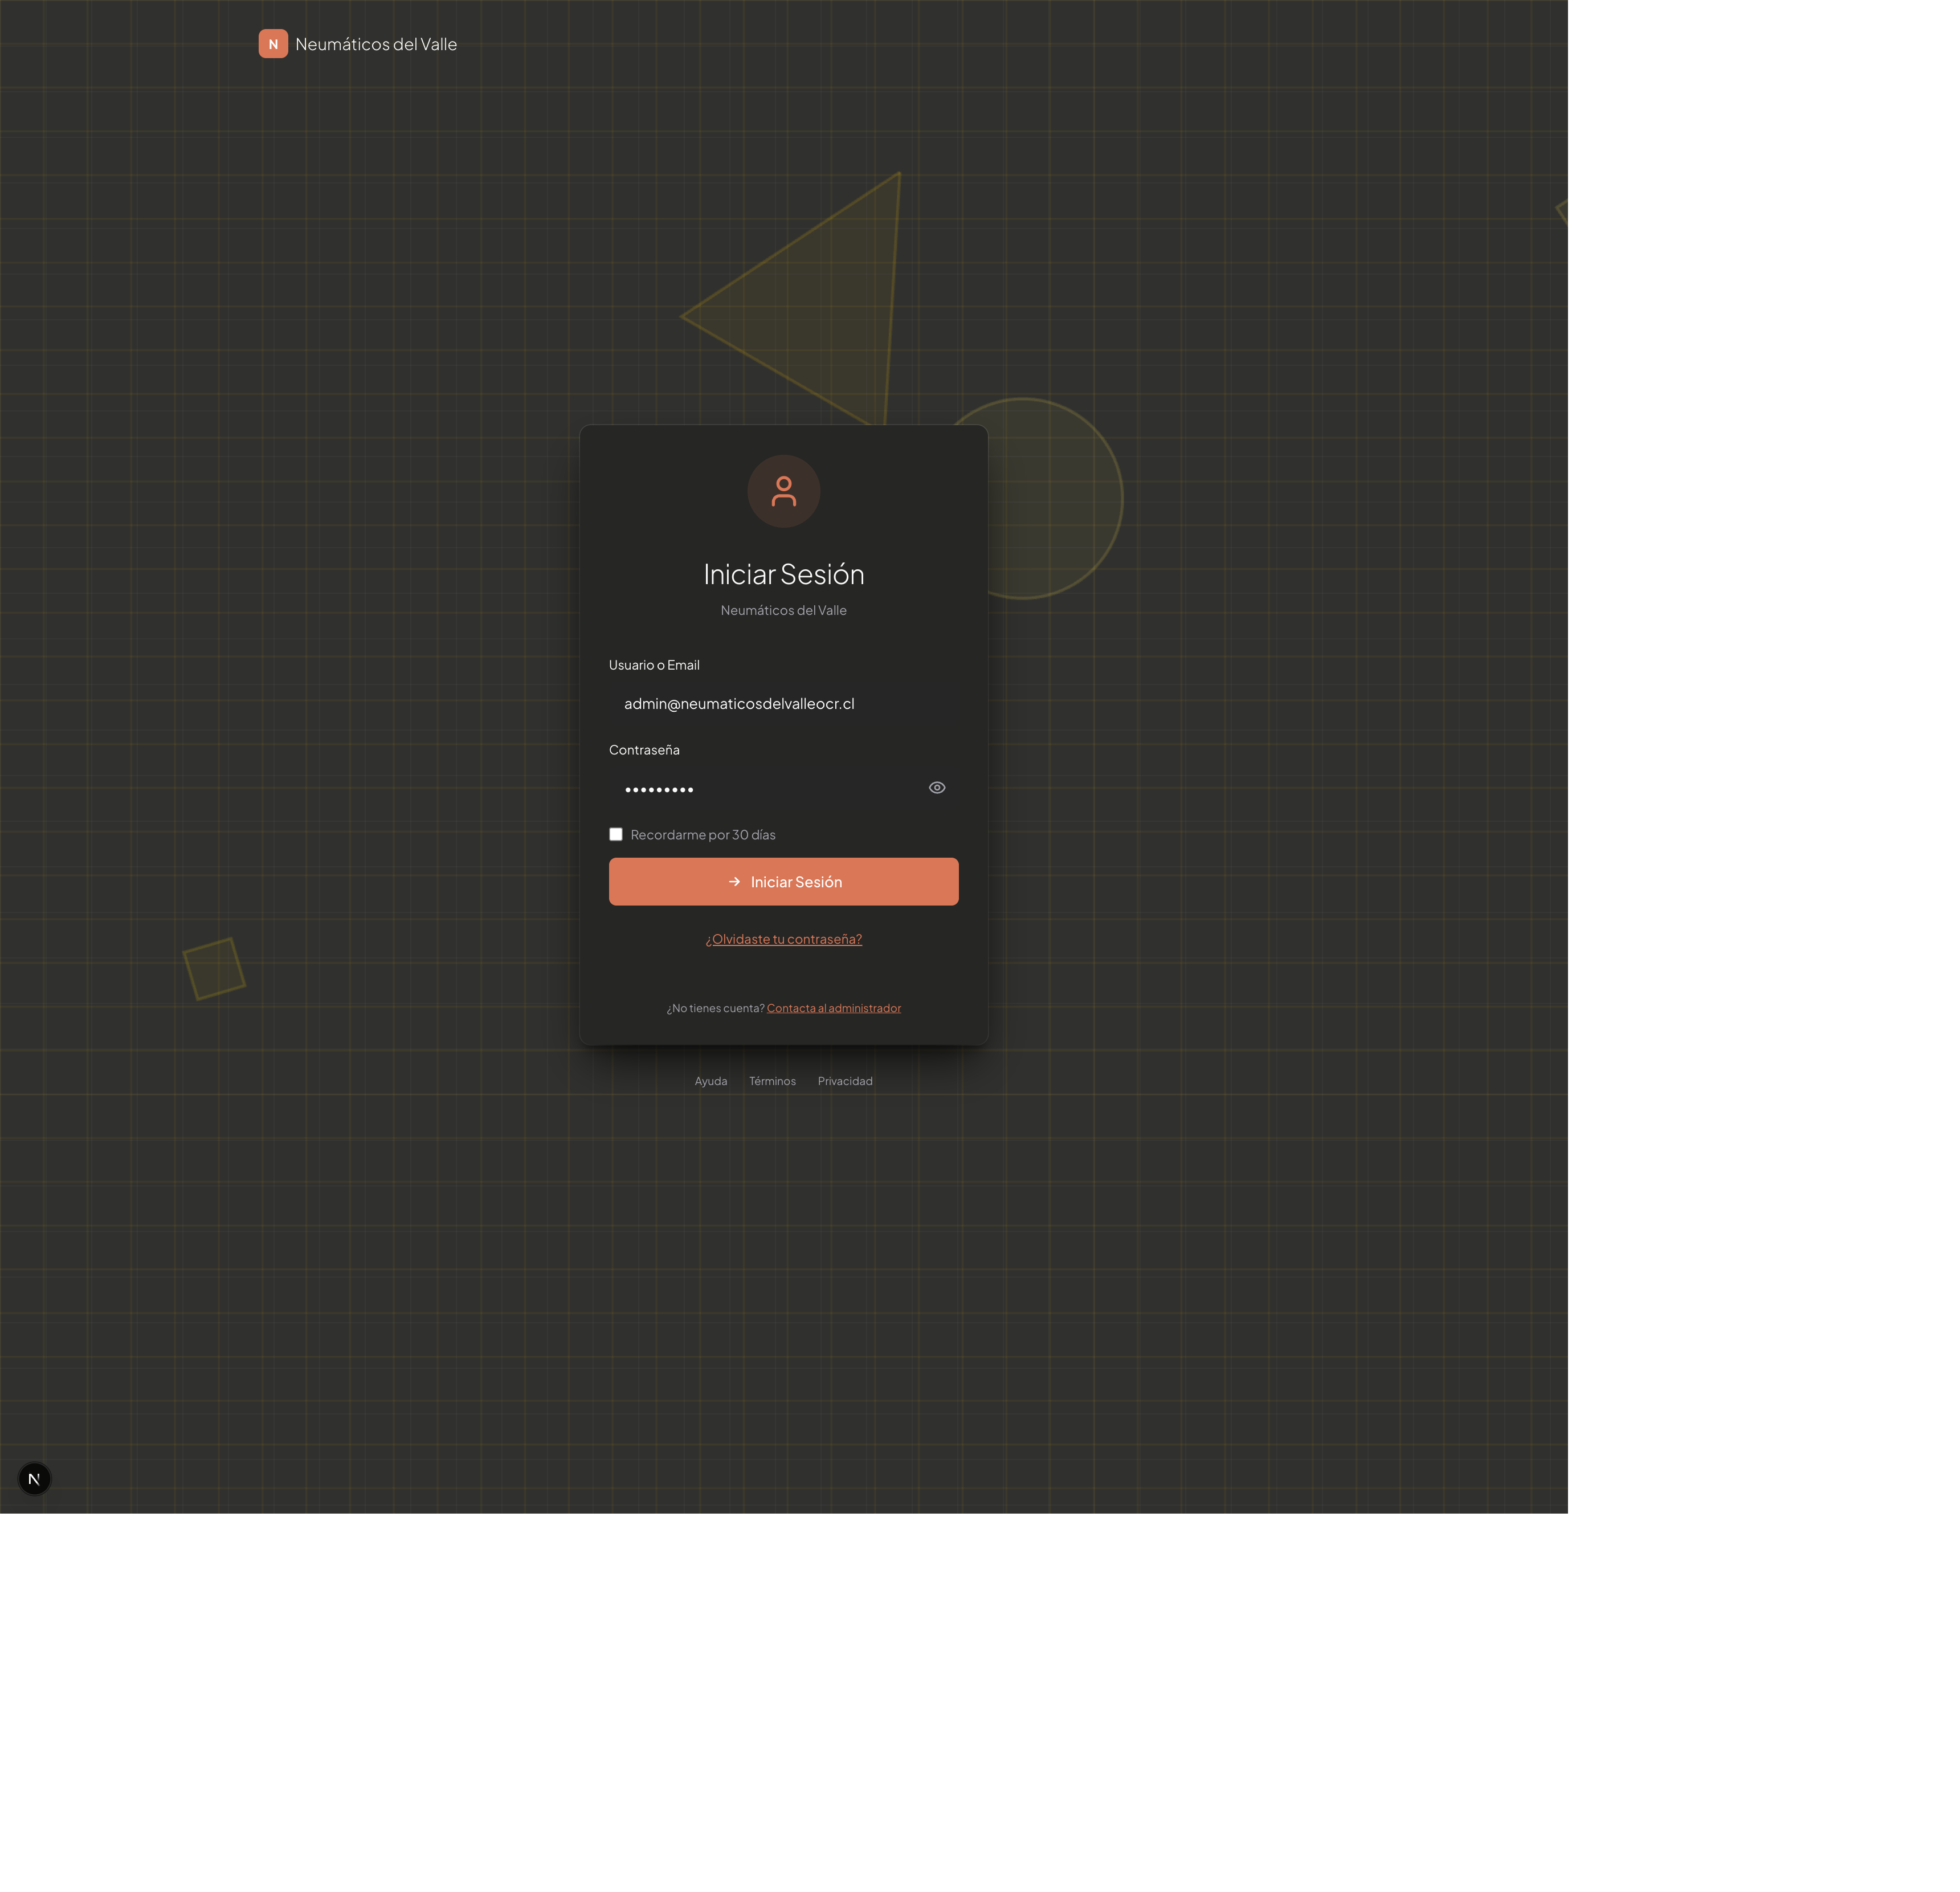 N Neumáticos del Valle
Iniciar Sesión
Neumáticos del Valle
Usuario o Email
admin@neumaticosdelvalleocr.cl
Contraseña
•••••••••
Recordarme por 30 días
→ Iniciar Sesión
¿Olvidaste tu contraseña?
¿No tienes cuenta? Contacta al administrador
Ayuda Términos Privacidad
N